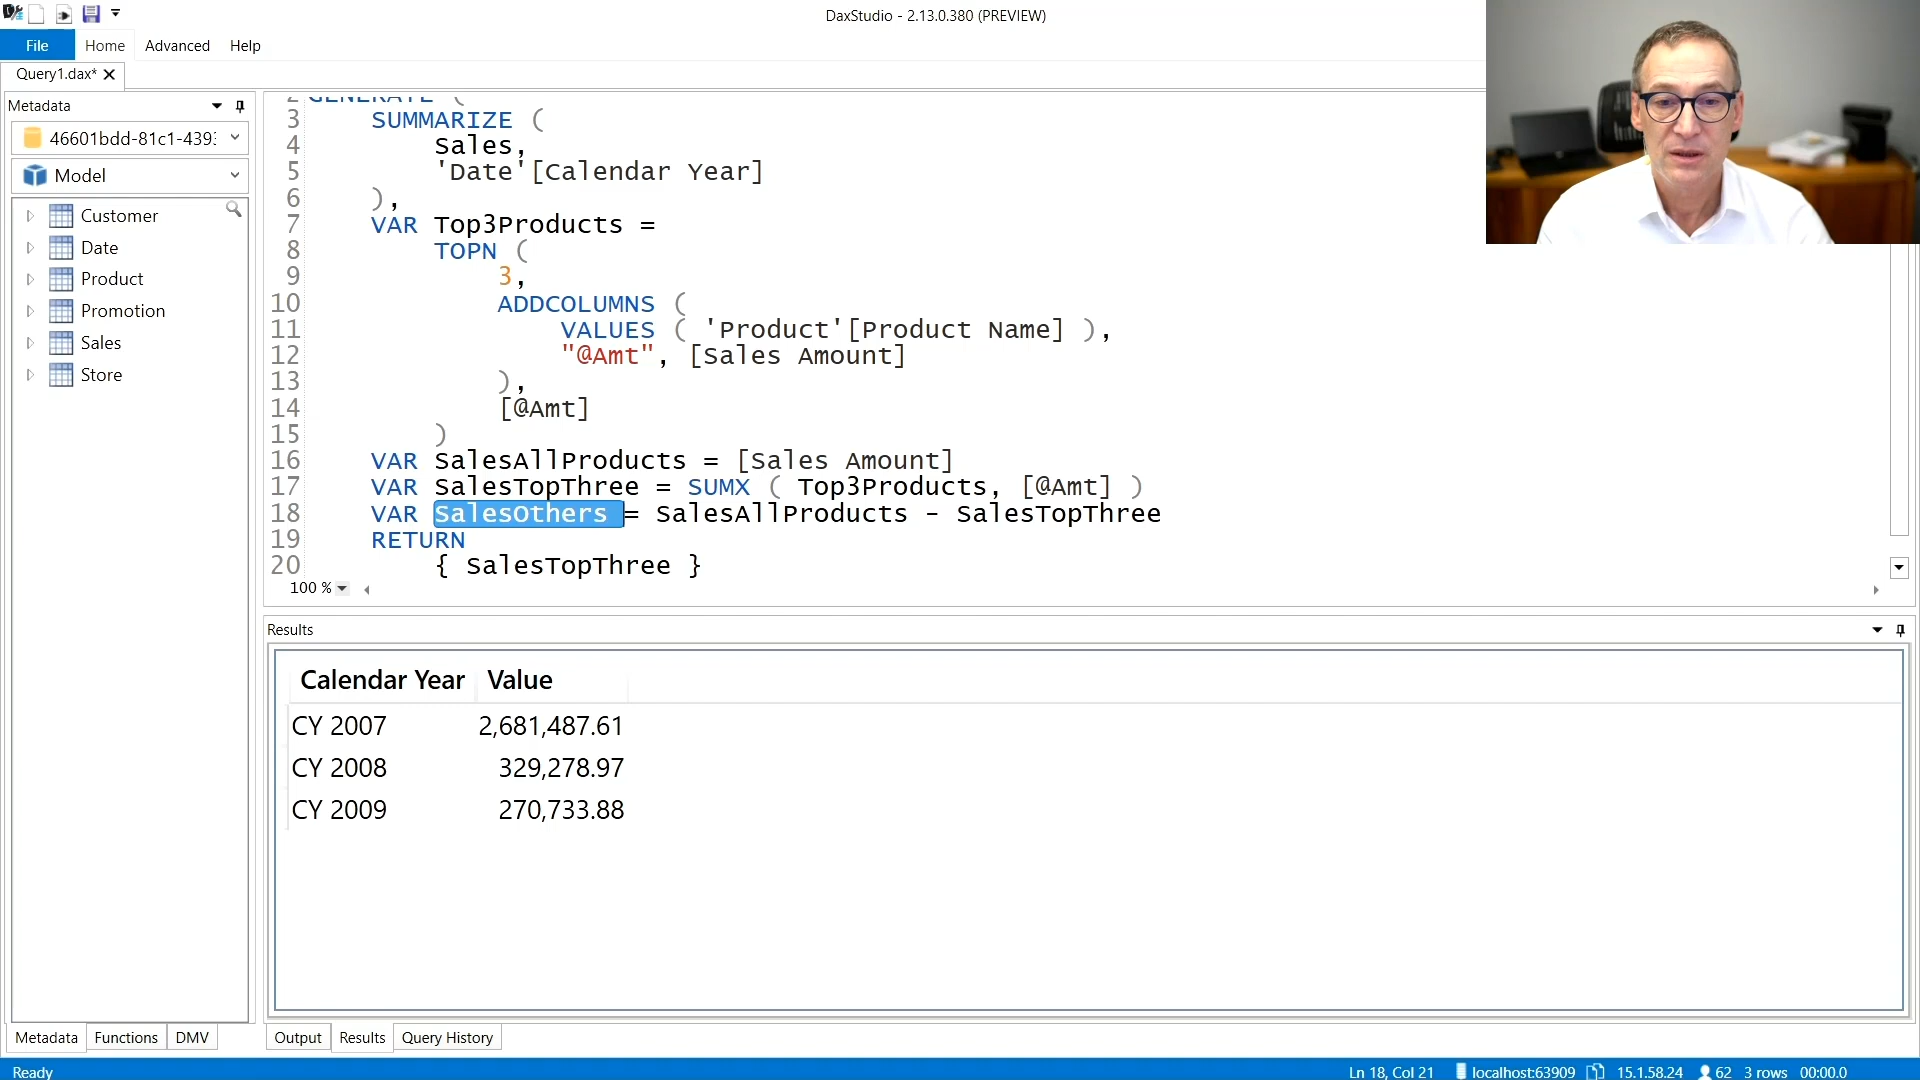 DaxStudio - 2.13.0.380 (PREVIEW)
File Home Advanced Help
Query1.dax*
Metadata
46601bdd-81c1-439
Model
Customer
Date
Product
Promotion
Sales
Store
2 GENERATE (
3 SUMMARIZE (
4 Sales,
5 'Date'[Calendar Year]
6 ),
7 VAR Top3Products =
8 TOPN (
9 3,
10 ADDCOLUMNS (
11 VALUES ( 'Product'[Product Name] ),
12 "@Amt", [Sales Amount]
13 ),
14 [@Amt]
15 )
16 VAR SalesAllProducts = [Sales Amount]
17 VAR SalesTopThree = SUMX ( Top3Products, [@Amt] )
18 VAR SalesOthers = SalesAllProducts - SalesTopThree
19 RETURN
20 { SalesTopThree }
100 %
Results
Calendar Year Value
CY 2007 2,681,487.61
CY 2008 329,278.97
CY 2009 270,733.88
Metadata Functions DMV
Output Results Query History
Ready Ln 18, Col 21 localhost:63909 15.1.58.24 62 3 rows 00:00.0